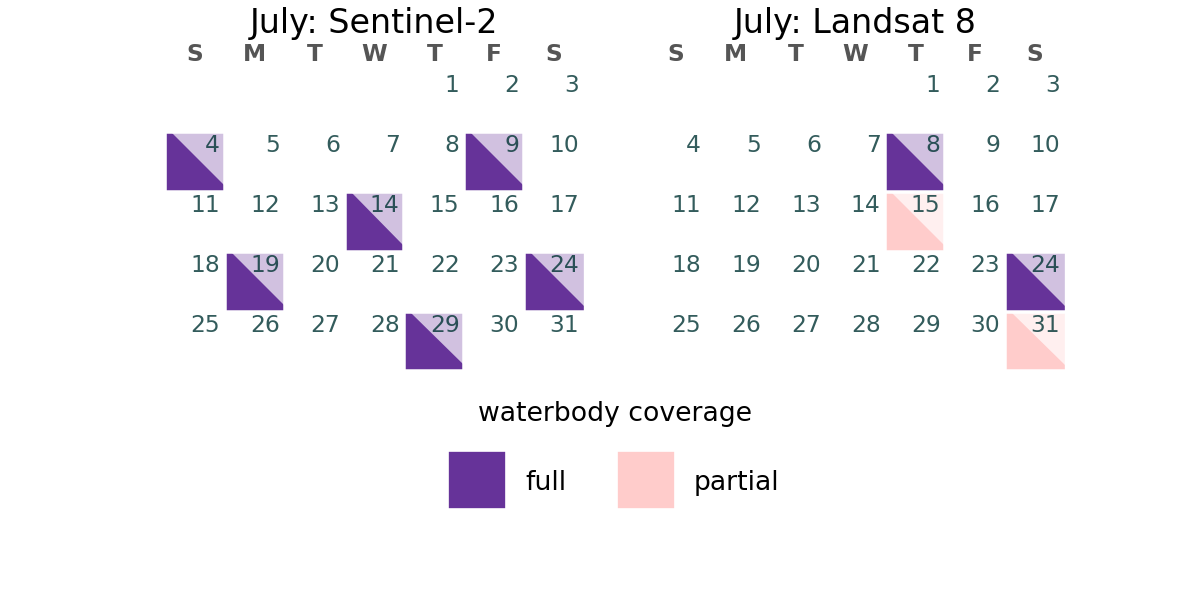 July: Sentinel-2
S M T W T F S
1 2 3
4 5 6 7 8 9 10
11 12 13 14 15 16 17
18 19 20 21 22 23 24
25 26 27 28 29 30 31
July: Landsat 8
S M T W T F S
1 2 3
4 5 6 7 8 9 10
11 12 13 14 15 16 17
18 19 20 21 22 23 24
25 26 27 28 29 30 31
waterbody coverage
full partial